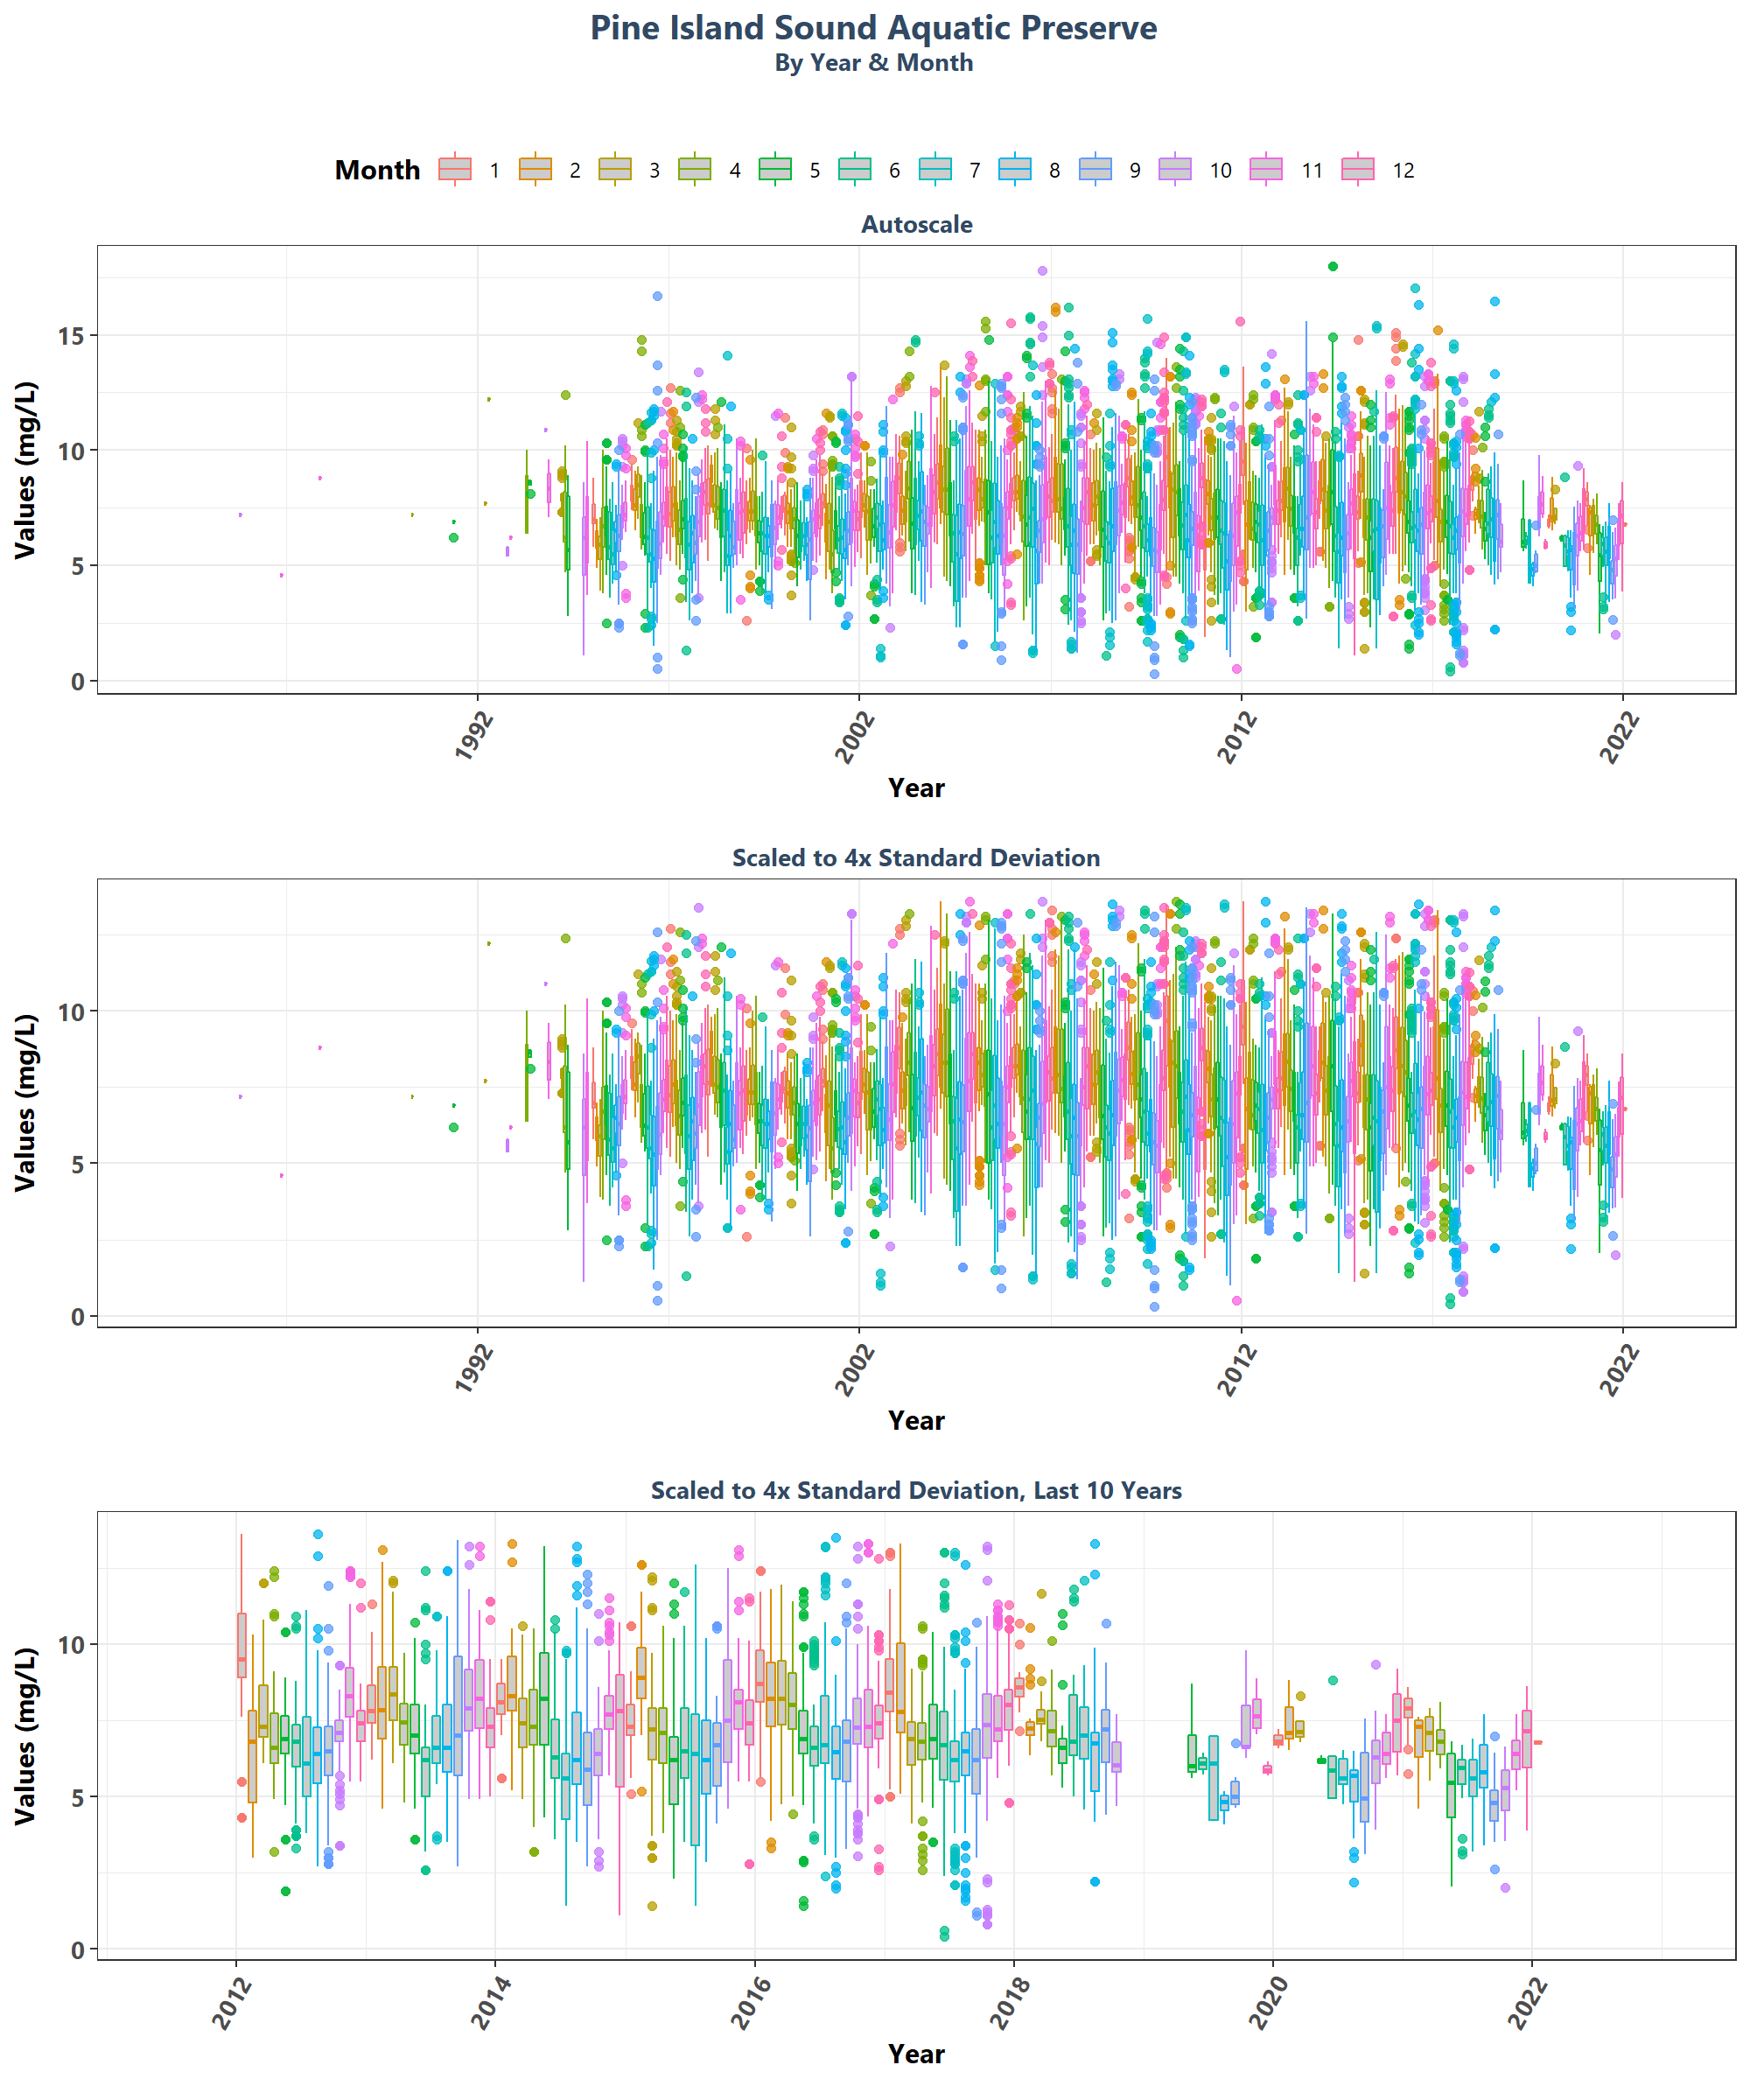 Pine Island Sound Aquatic Preserve
By Year & Month
Month 1 2 3 4 5 6 7 8 9 10 11 12
Autoscale
Values (mg/L)
15
10
5
0
1992 2002 2012 2022
Year
Scaled to 4x Standard Deviation
Values (mg/L)
10
5
0
1992 2002 2012 2022
Year
Scaled to 4x Standard Deviation, Last 10 Years
Values (mg/L)
10
5
0
2012 2014 2016 2018 2020 2022
Year